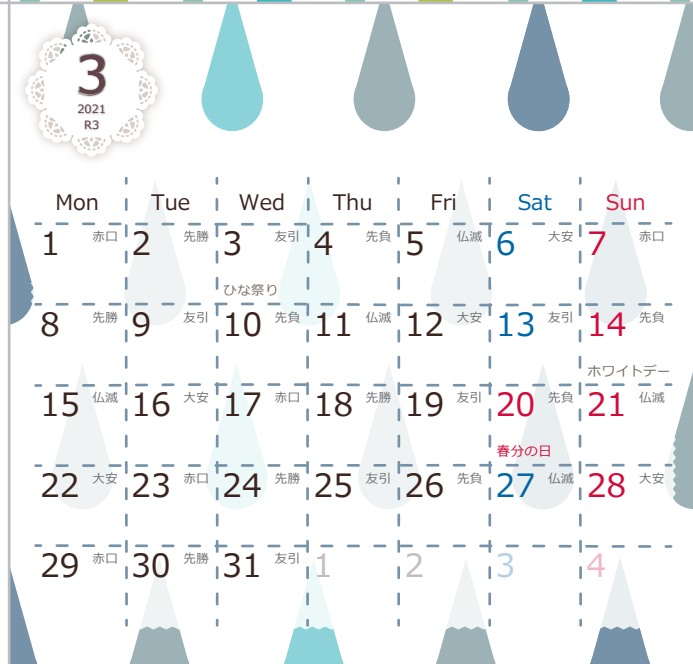 3
2021
R3
Mon Tue Wed Thu Fri Sat Sun
1 赤口 2 先勝 3 友引 4 先負 5 仏滅 6 大安 7 赤口
ひな祭り
8 先勝 9 友引 10 先負 11 仏滅 12 大安 13 友引 14 先負
ホワイトデー
15 仏滅 16 大安 17 赤口 18 先勝 19 友引 20 先負 21 仏滅
春分の日
22 大安 23 赤口 24 先勝 25 友引 26 先負 27 仏滅 28 大安
29 赤口 30 先勝 31 友引 1 2 3 4